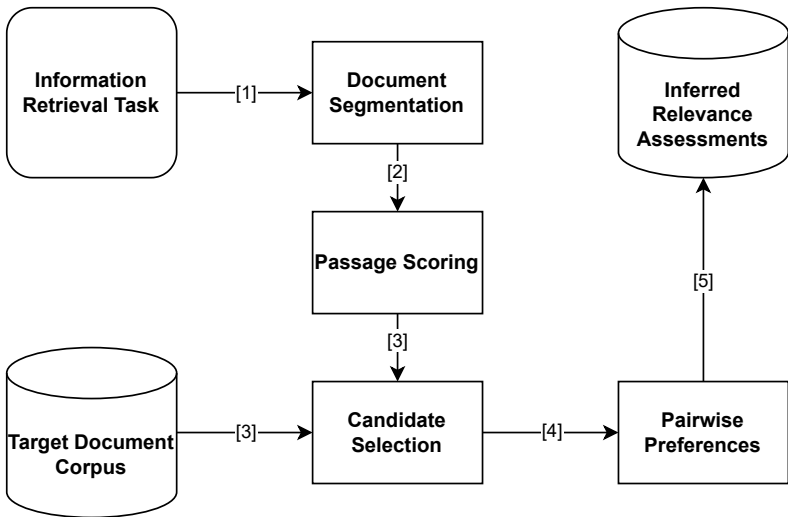 Information
Retrieval Task
[1]
Document
Segmentation
Inferred
Relevance
Assessments
[2]
Passage Scoring
[5]
[3]
Target Document
Corpus
[3]
Candidate
Selection
[4]
Pairwise
Preferences